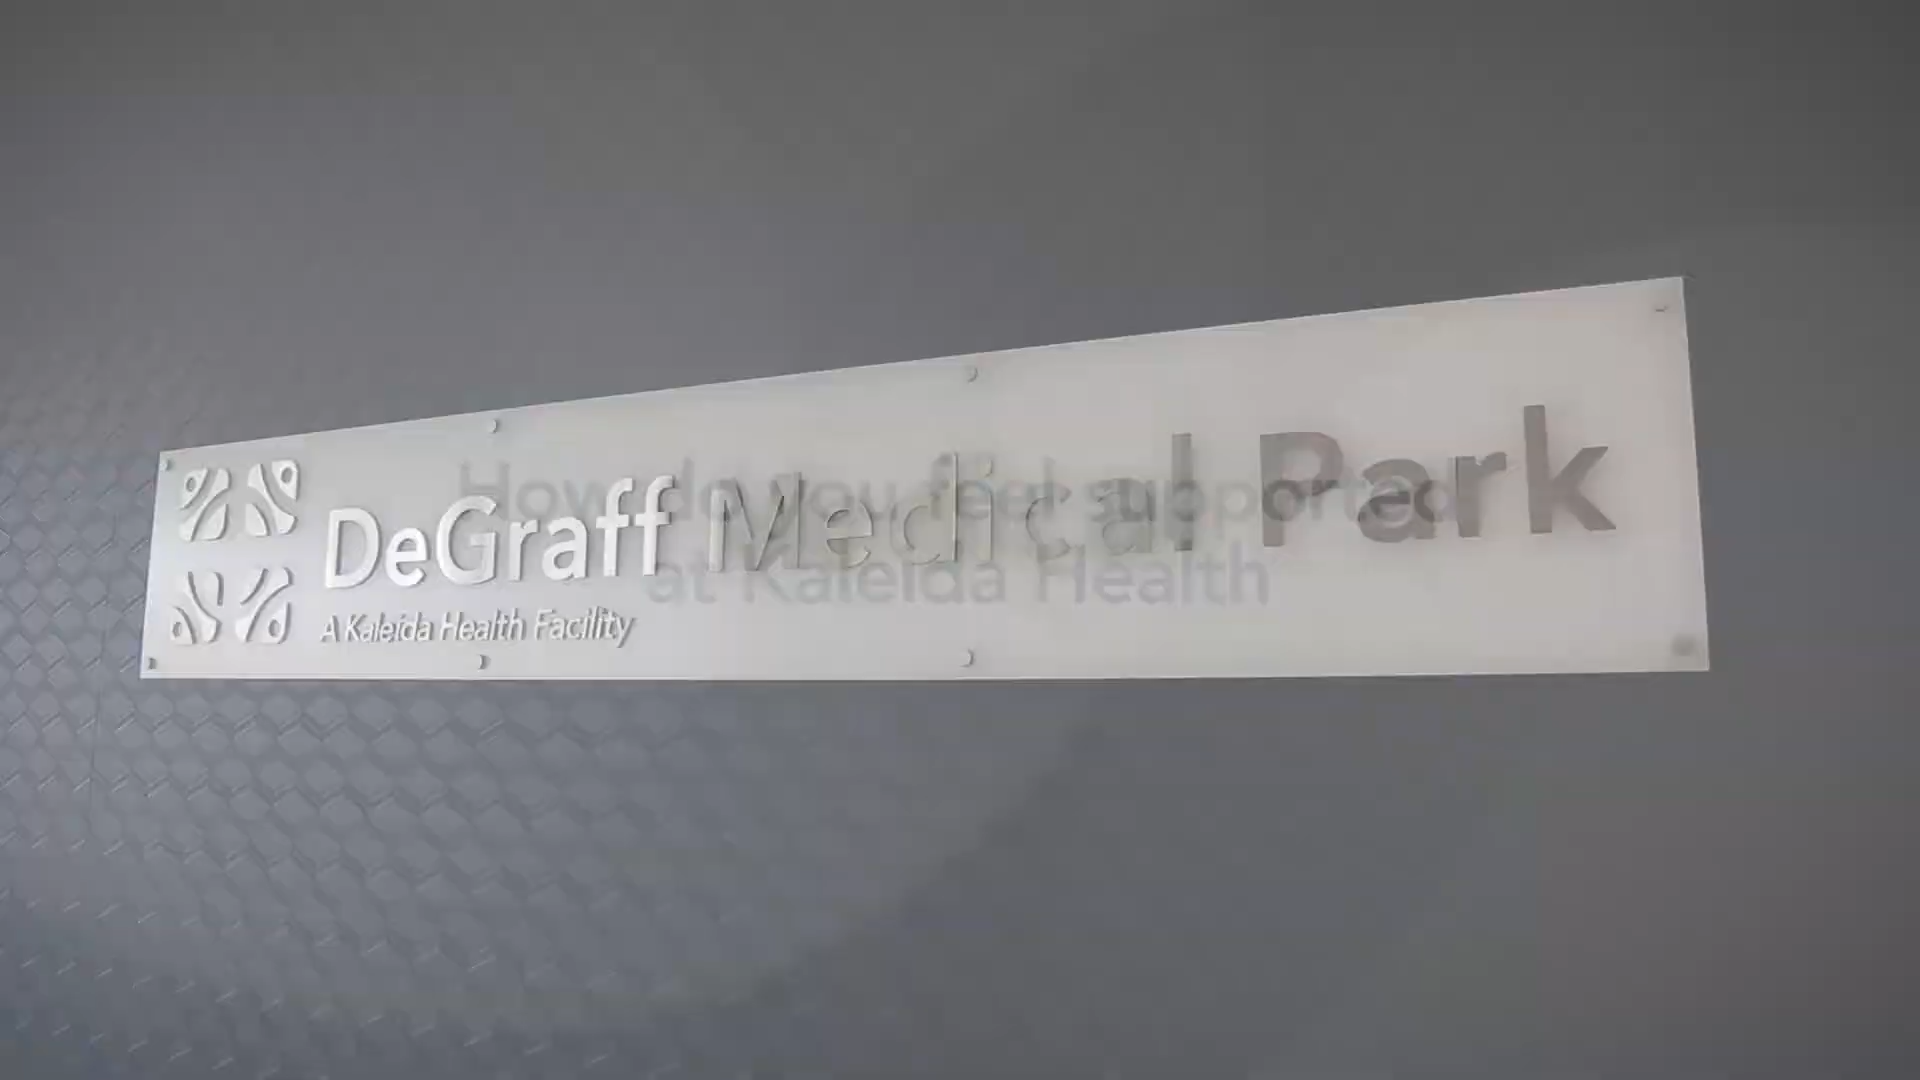 DeGraff Medical Park
A Kaleida Health Facility
How do you feel supported
at Kaleida Health